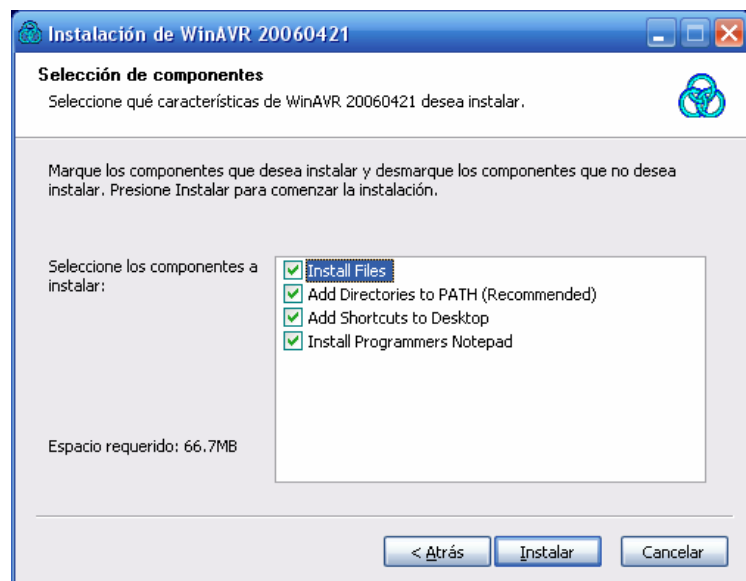 Instalación de WinAVR 20060421
Selección de componentes
Seleccione qué características de WinAVR 20060421 desea instalar.
Marque los componentes que desea instalar y desmarque los componentes que no desea
instalar. Presione Instalar para comenzar la instalación.
Seleccione los componentes a
instalar:
Install Files
Add Directories to PATH (Recommended)
Add Shortcuts to Desktop
Install Programmers Notepad
Espacio requerido: 66.7MB
< Atrás
Instalar
Cancelar